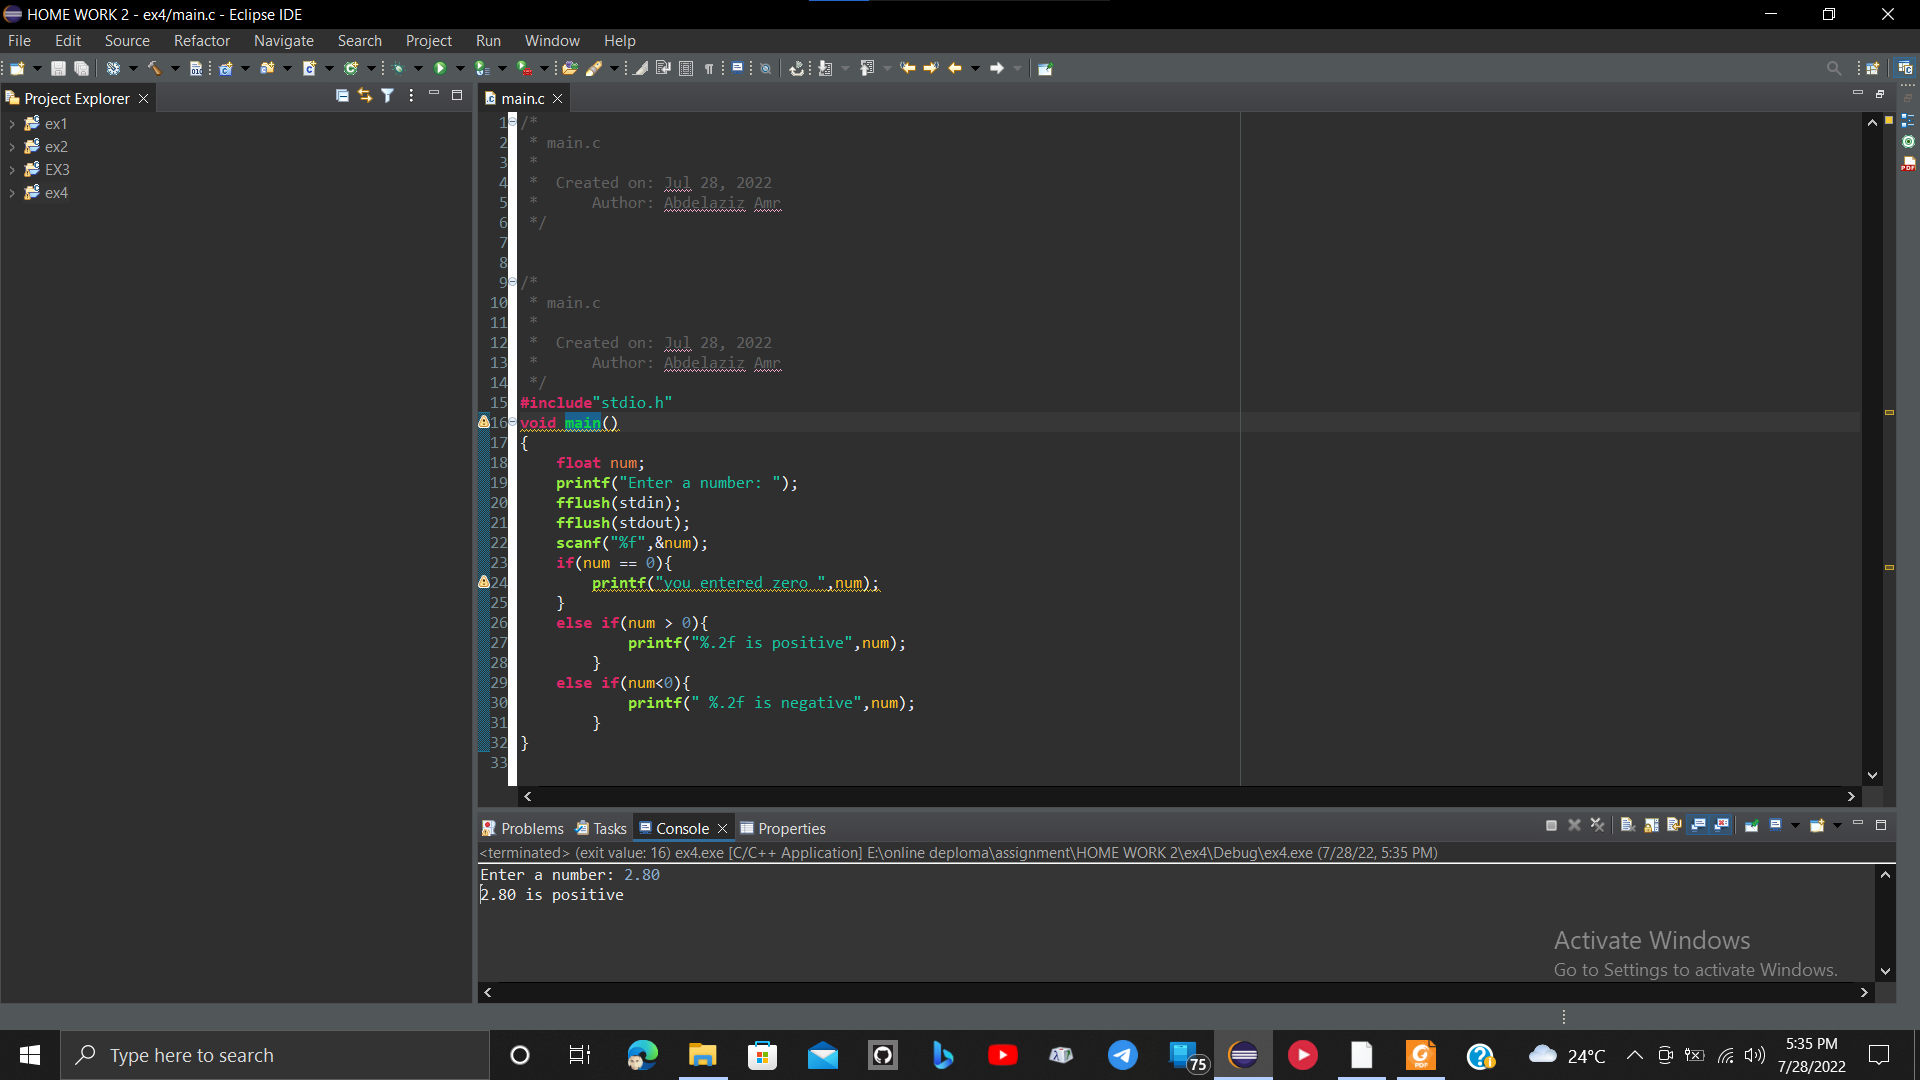 HOME WORK 2 - ex4/main.c - Eclipse IDE
File Edit Source Refactor Navigate Search Project Run Window Help
Project Explorer
ex1
ex2
EX3
ex4
main.c
1 /*
2  * main.c
3  *
4  *  Created on: Jul 28, 2022
5  *      Author: Abdelaziz Amr
6  */
7
8
9 /*
10  * main.c
11  *
12  *  Created on: Jul 28, 2022
13  *      Author: Abdelaziz Amr
14  */
15 #include"stdio.h"
16 void main()
17 {
18     float num;
19     printf("Enter a number: ");
20     fflush(stdin);
21     fflush(stdout);
22     scanf("%f",&num);
23     if(num == 0){
24         printf("you entered zero ",num);
25     }
26     else if(num > 0){
27             printf("%.2f is positive",num);
28         }
29     else if(num<0){
30             printf(" %.2f is negative",num);
31         }
32 }
33
Problems Tasks Console Properties
<terminated> (exit value: 16) ex4.exe [C/C++ Application] E:\online deploma\assignment\HOME WORK 2\ex4\Debug\ex4.exe (7/28/22, 5:35 PM)
Enter a number: 2.80
2.80 is positive
Activate Windows
Go to Settings to activate Windows.
Type here to search
75
24°C
5:35 PM
7/28/2022